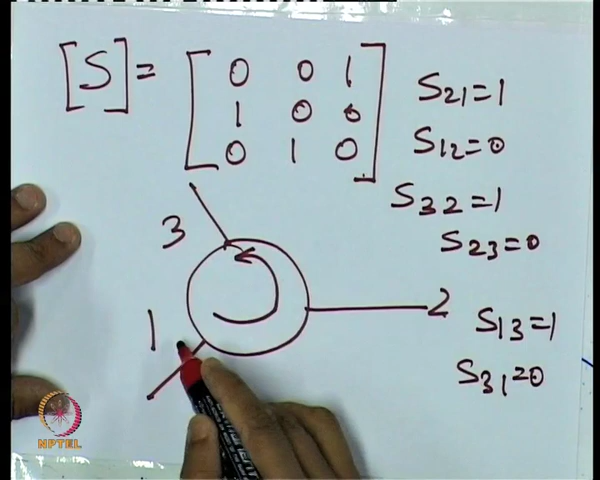 [S] = [0 0 1
1 0 0
0 1 0]
S21=1
S12=0
S32=1
S23=0
S13=1
S31=0
3
2
1
NPTEL